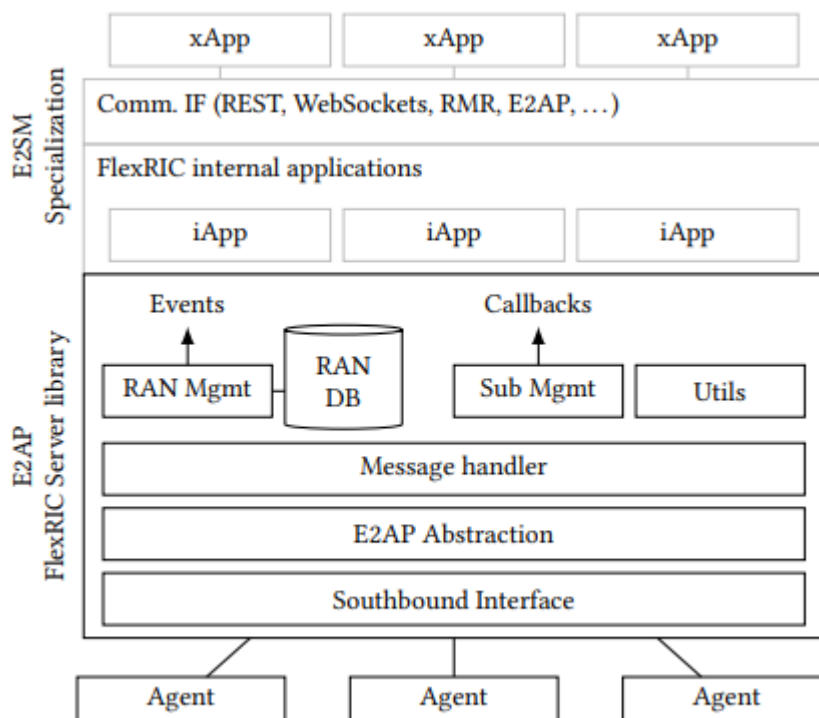 xApp xApp xApp
E2SM
Specialization
Comm. IF (REST, WebSockets, RMR, E2AP, …)
FlexRIC internal applications
iApp iApp iApp
E2AP
FlexRIC Server library
Events Callbacks
RAN Mgmt
RAN
DB
Sub Mgmt
Utils
Message handler
E2AP Abstraction
Southbound Interface
Agent Agent Agent